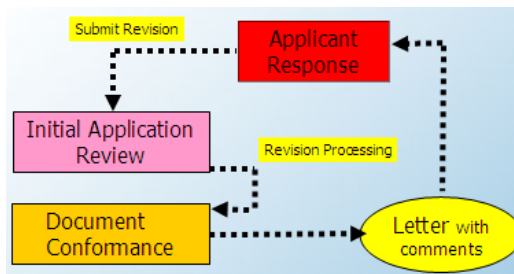 Submit Revision
Applicant
Response
Initial Application
Review
Revision Processing
Document
Conformance
Letter with
comments